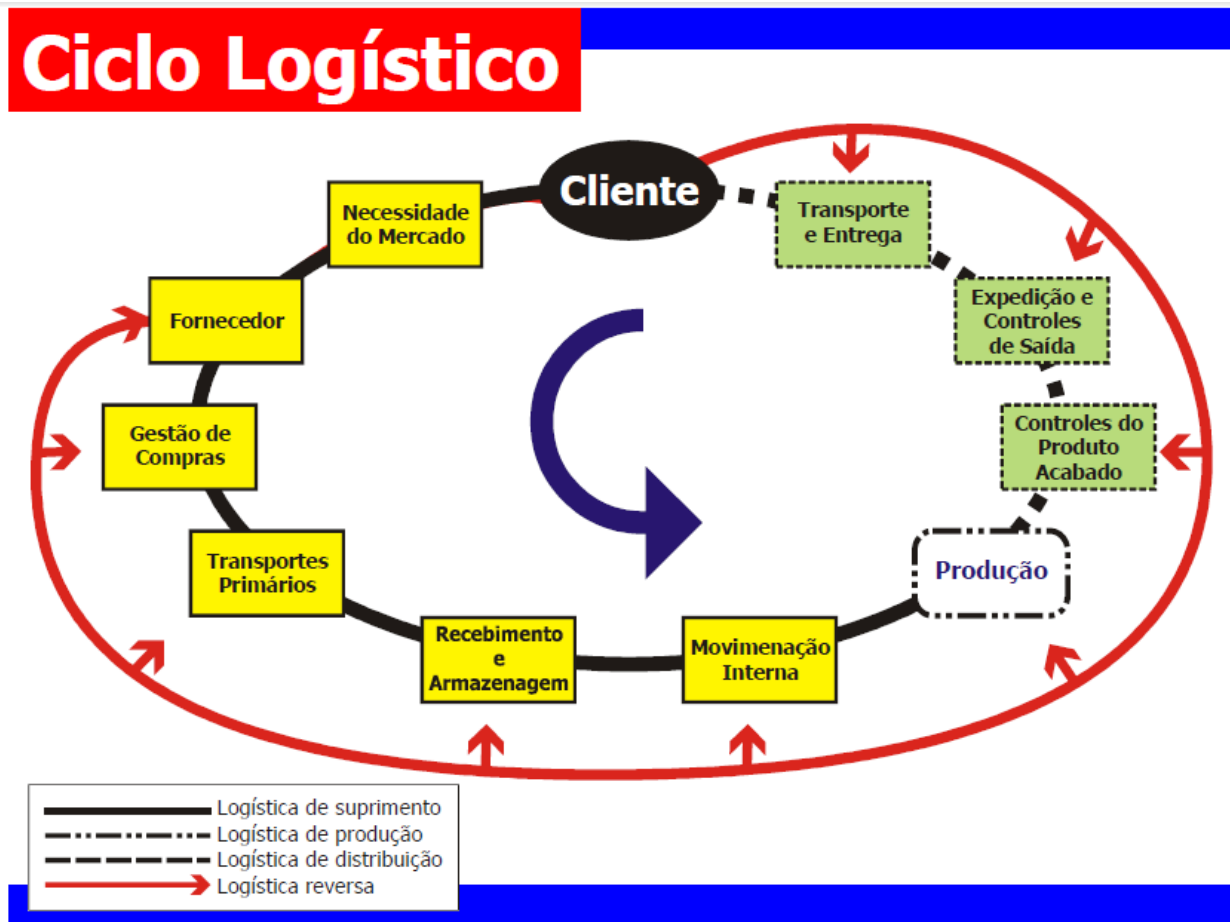 Ciclo Logístico
Cliente
Necessidade
do Mercado
Fornecedor
Gestão de
Compras
Transportes
Primários
Recebimento
e
Armazenagem
Movimenação
Interna
Produção
Controles do
Produto
Acabado
Expedição e
Controles
de Saída
Transporte
e Entrega
Logística de suprimento
Logística de produção
Logística de distribuição
Logística reversa